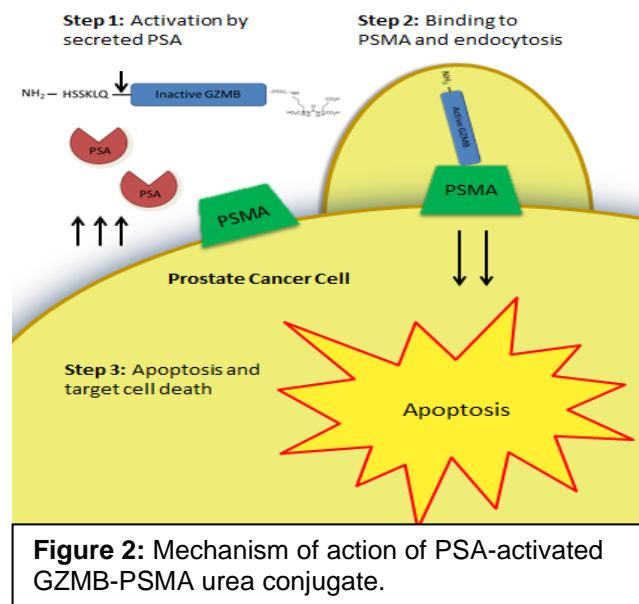 Step 1: Activation by
secreted PSA
Step 2: Binding to
PSMA and endocytosis
NH₂ — HSSKLQ
Inactive GZMB
NH₂
Active GZMB
PSA
PSA
PSMA
PSMA
Prostate Cancer Cell
Step 3: Apoptosis and
target cell death
Apoptosis
Figure 2: Mechanism of action of PSA-activated
GZMB-PSMA urea conjugate.